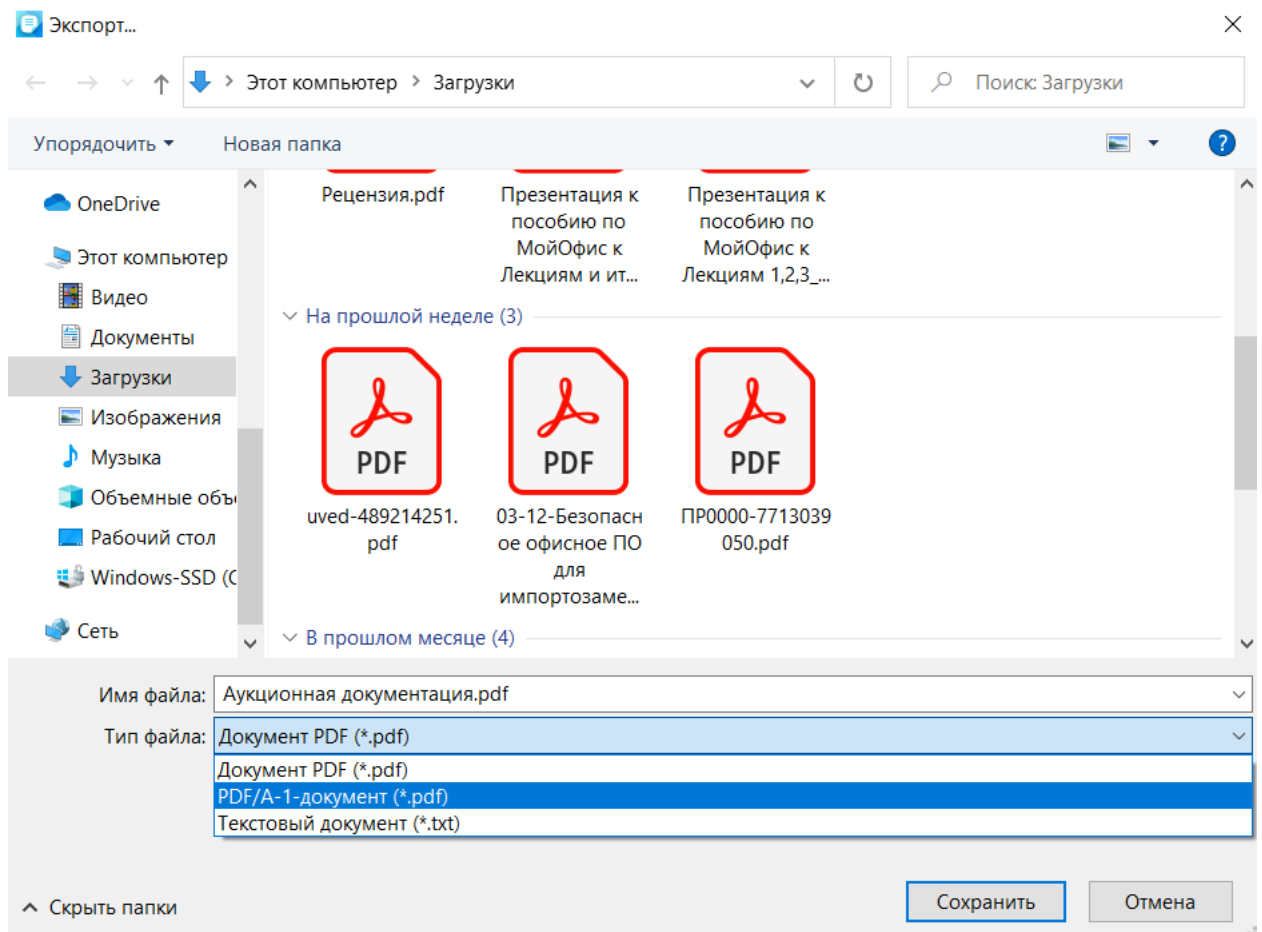 Экспорт...
Этот компьютер > Загрузки
Поиск: Загрузки
Упорядочить
Новая папка
OneDrive
Этот компьютер
Видео
Документы
Загрузки
Изображения
Музыка
Объемные объ
Рабочий стол
Windows-SSD (C
Сеть
Рецензия.pdf
Презентация к
пособию по
МойОфис к
Лекциям и ит...
Презентация к
пособию по
МойОфис к
Лекциям 1,2,3_...
На прошлой неделе (3)
PDF
uved-489214251.
pdf
PDF
03-12-Безопасн
ое офисное ПО
для
импортозаме...
PDF
ПР0000-7713039
050.pdf
В прошлом месяце (4)
Имя файла: Аукционная документация.pdf
Тип файла: Документ PDF (*.pdf)
Документ PDF (*.pdf)
PDF/A-1-документ (*.pdf)
Текстовый документ (*.txt)
Скрыть папки
Сохранить
Отмена